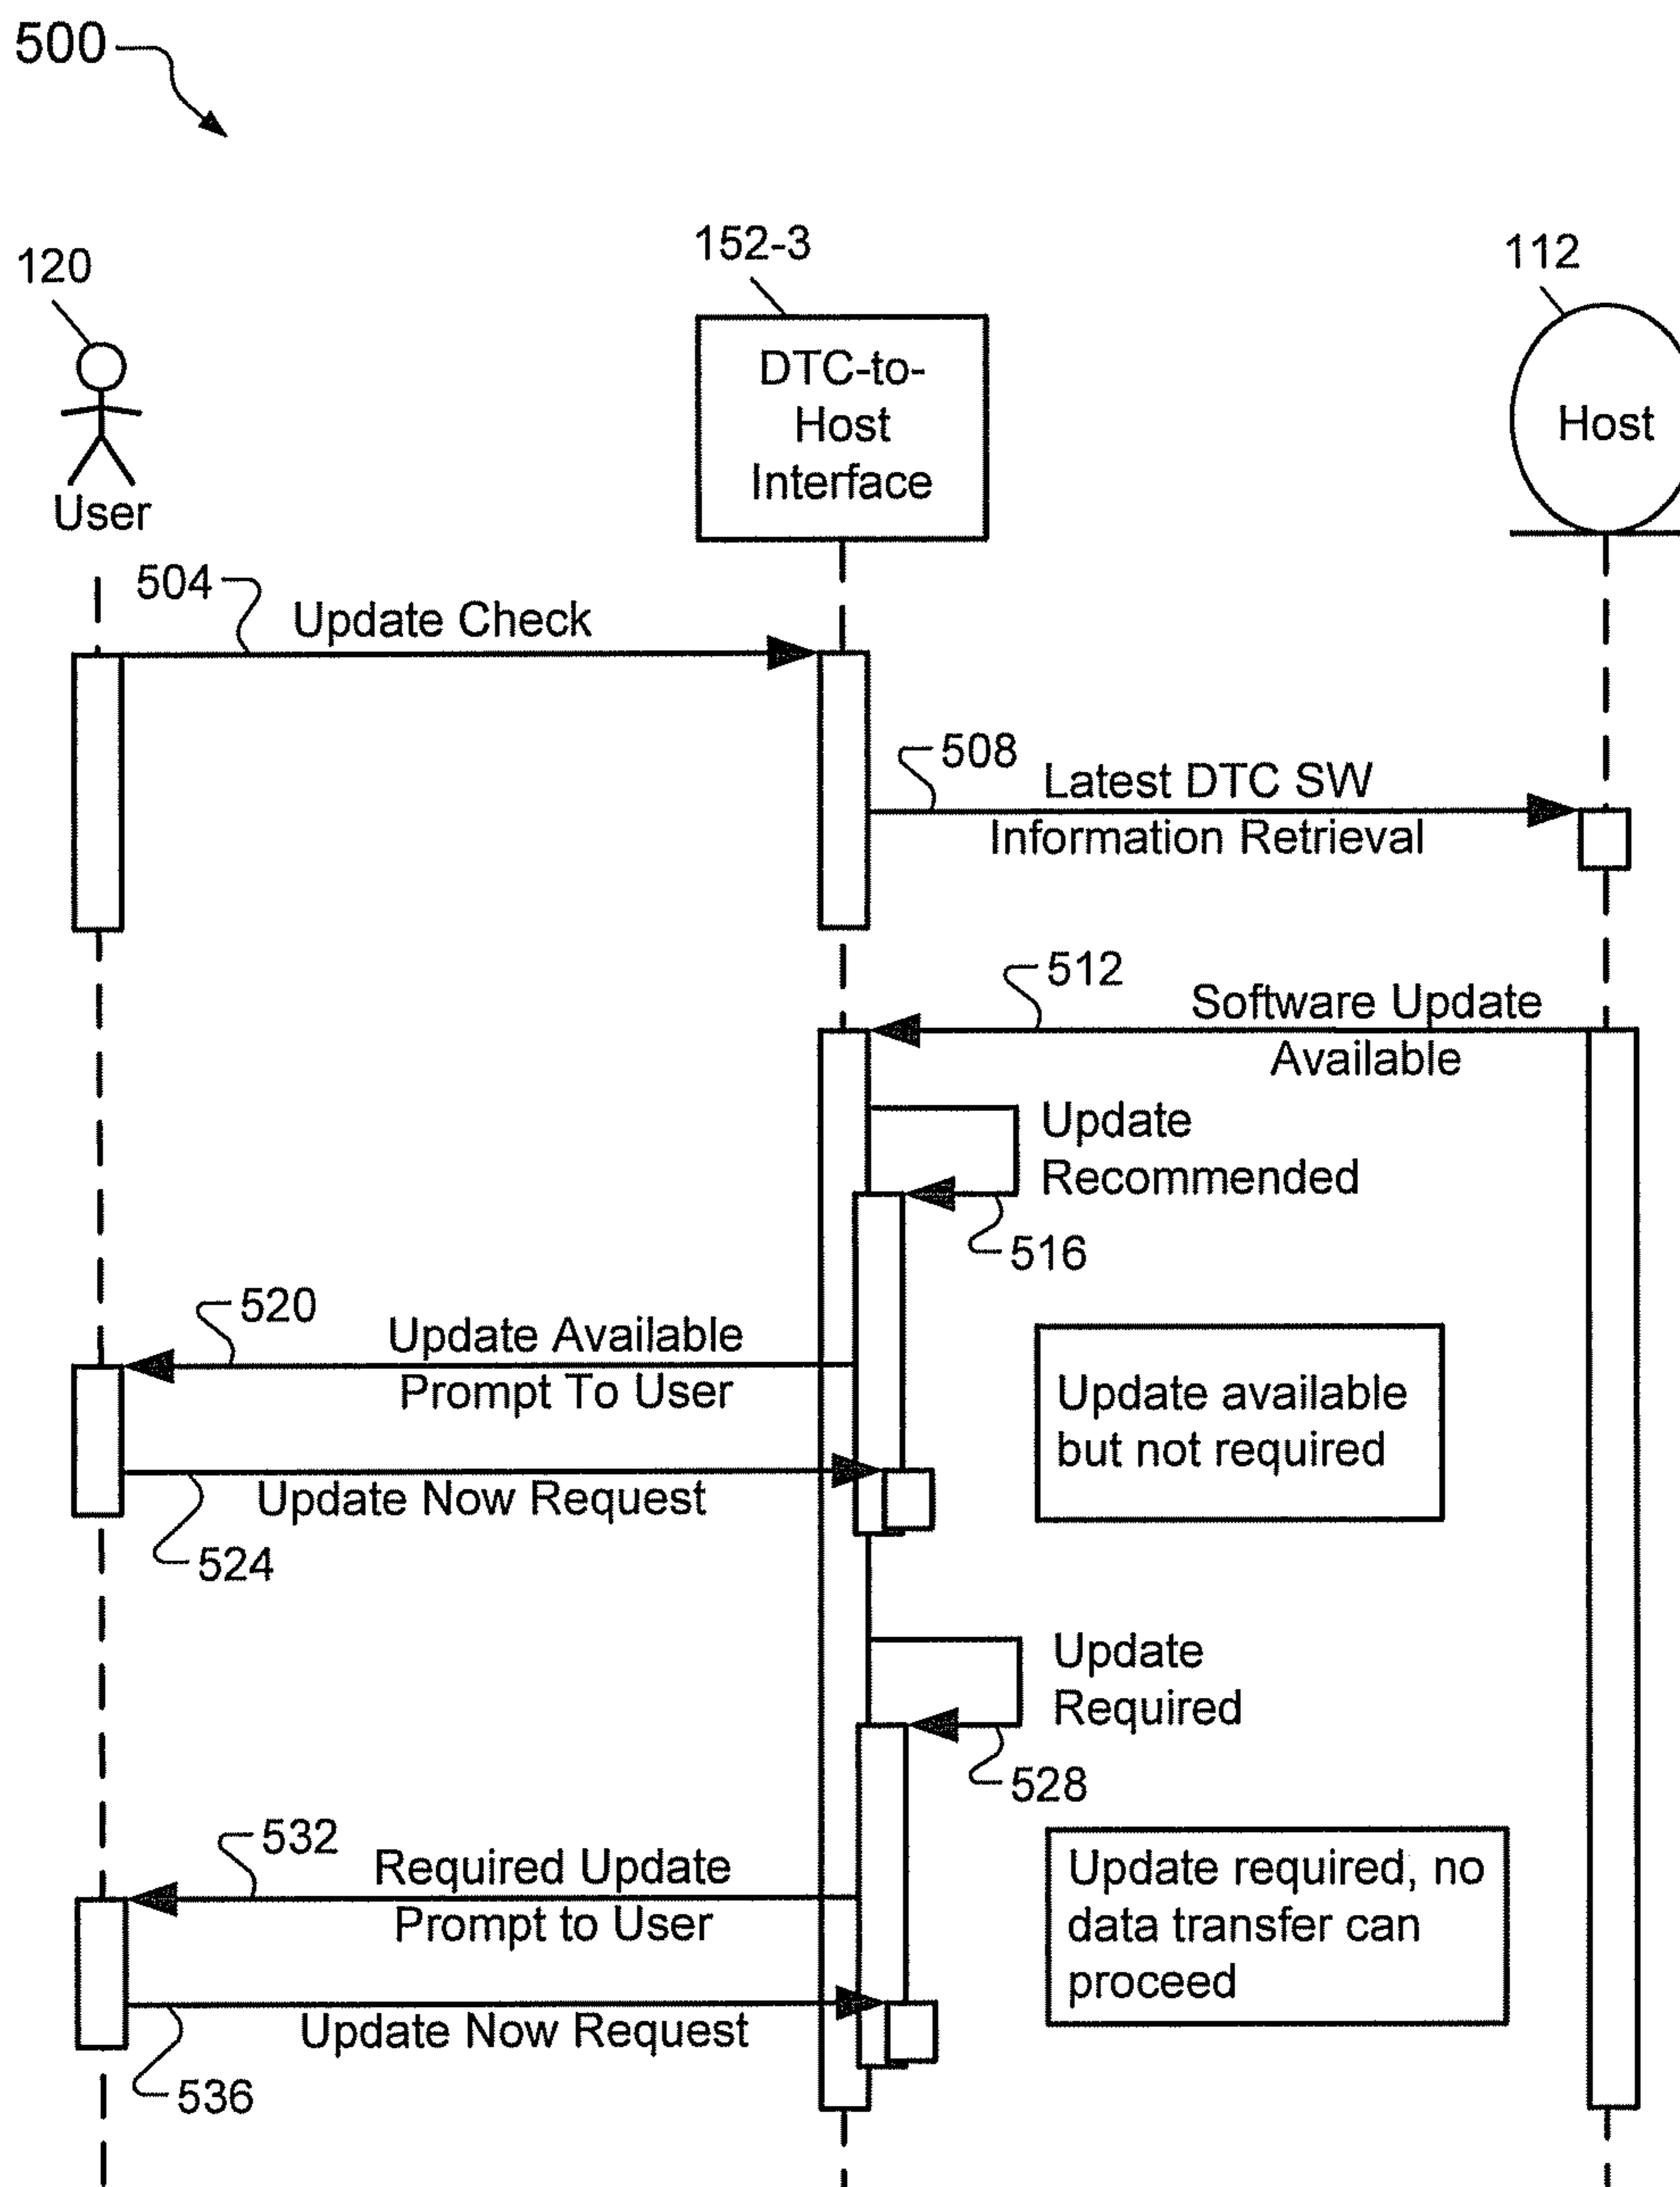 500
120
152-3
112
DTC-to-
Host
Interface
Host
User
504
Update Check
508
Latest DTC SW
Information Retrieval
512
Software Update
Available
Update
Recommended
516
520
Update Available
Prompt To User
Update available
but not required
Update Now Request
524
Update
Required
528
532
Required Update
Prompt to User
Update required, no
data transfer can
proceed
Update Now Request
536